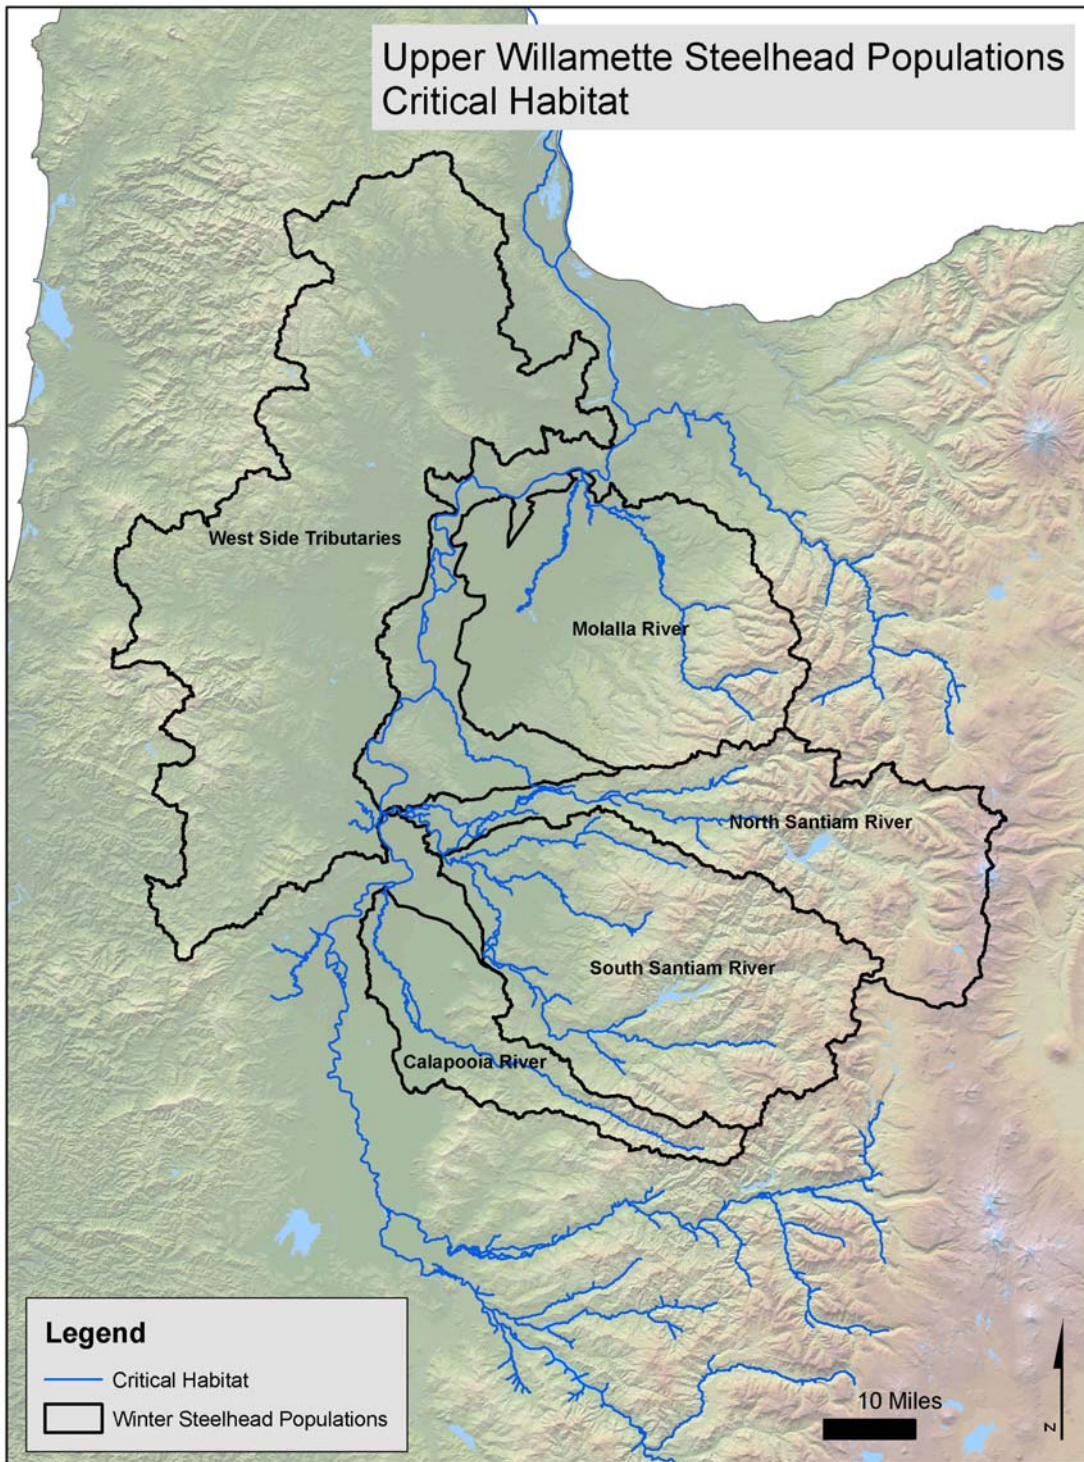 Upper Willamette Steelhead Populations
Critical Habitat
West Side Tributaries
Molalla River
North Santiam River
South Santiam River
Calapooia River
Legend
Critical Habitat
Winter Steelhead Populations
10 Miles
N